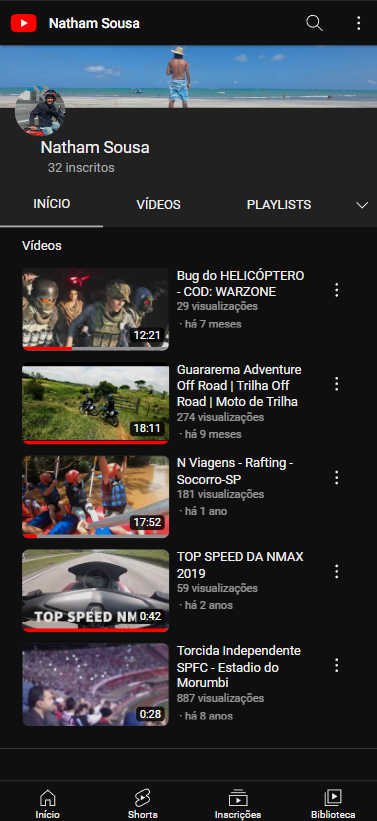 Natham Sousa
Natham Sousa
32 inscritos
INÍCIO
VÍDEOS
PLAYLISTS
Vídeos
12:21
Bug do HELICÓPTERO
- COD: WARZONE
29 visualizações
· há 7 meses
18:11
Guararema Adventure
Off Road | Trilha Off
Road | Moto de Trilha
274 visualizações
· há 9 meses
17:52
N Viagens - Rafting -
Socorro-SP
181 visualizações
· há 1 ano
TOP SPEED NM
0:42
TOP SPEED DA NMAX
2019
59 visualizações
· há 2 anos
0:28
Torcida Independente
SPFC - Estadio do
Morumbi
887 visualizações
· há 8 anos
Início
Shorts
Inscrições
Biblioteca